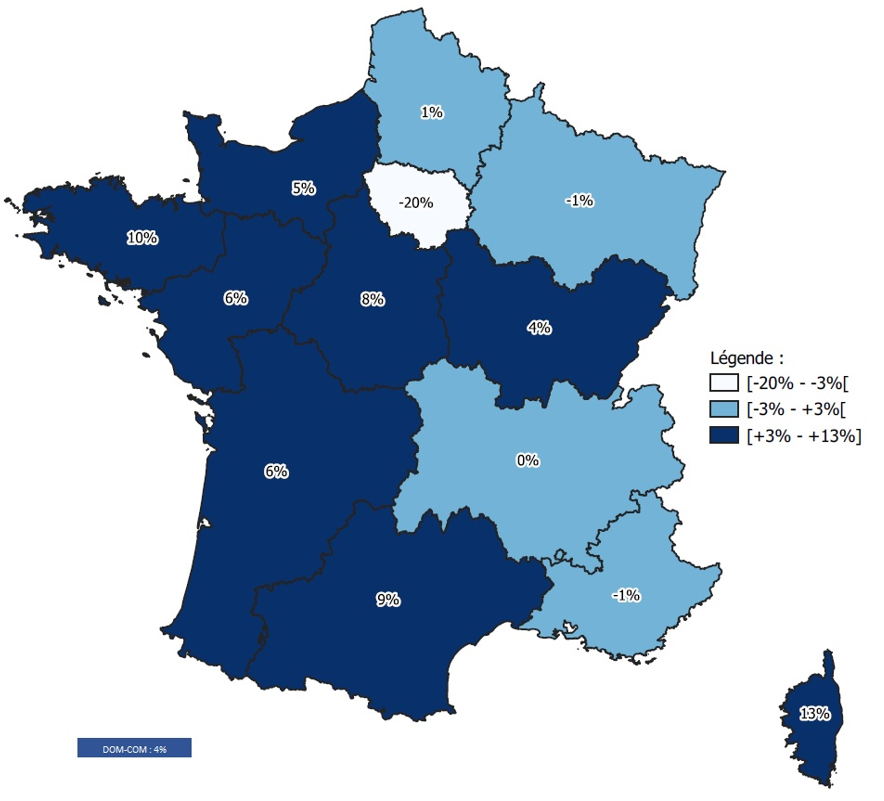 1%
5%
-20%
-1%
10%
6%
8%
4%
Légende :
[-20% - -3%[
[-3% - +3%[
[+3% - +13%]
0%
6%
9%
-1%
13%
DOM-COM : 4%